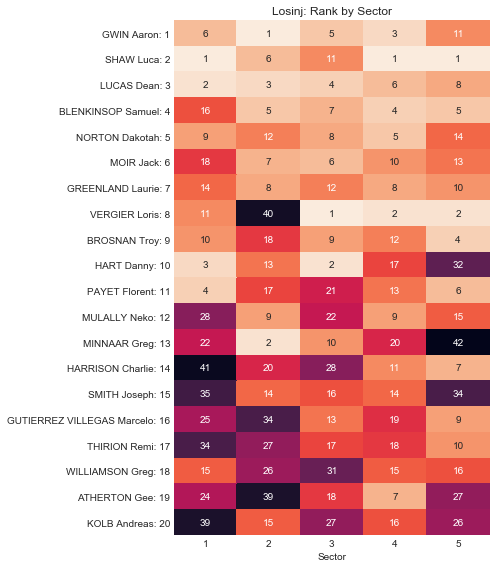 Losinj: Rank by Sector
GWIN Aaron: 1 6 1 5 3 11
SHAW Luca: 2 1 6 11 1 1
LUCAS Dean: 3 2 3 4 6 8
BLENKINSOP Samuel: 4 16 5 7 4 5
NORTON Dakotah: 5 9 12 8 5 14
MOIR Jack: 6 18 7 6 10 13
GREENLAND Laurie: 7 14 8 12 8 10
VERGIER Loris: 8 11 40 1 2 2
BROSNAN Troy: 9 10 18 9 12 4
HART Danny: 10 3 13 2 17 32
PAYET Florent: 11 4 17 21 13 6
MULALLY Neko: 12 28 9 22 9 15
MINNAAR Greg: 13 22 2 10 20 42
HARRISON Charlie: 14 41 20 28 11 7
SMITH Joseph: 15 35 14 16 14 34
GUTIERREZ VILLEGAS Marcelo: 16 25 34 13 19 9
THIRION Remi: 17 34 27 17 18 10
WILLIAMSON Greg: 18 15 26 31 15 16
ATHERTON Gee: 19 24 39 18 7 27
KOLB Andreas: 20 39 15 27 16 26
1 2 3 4 5
Sector